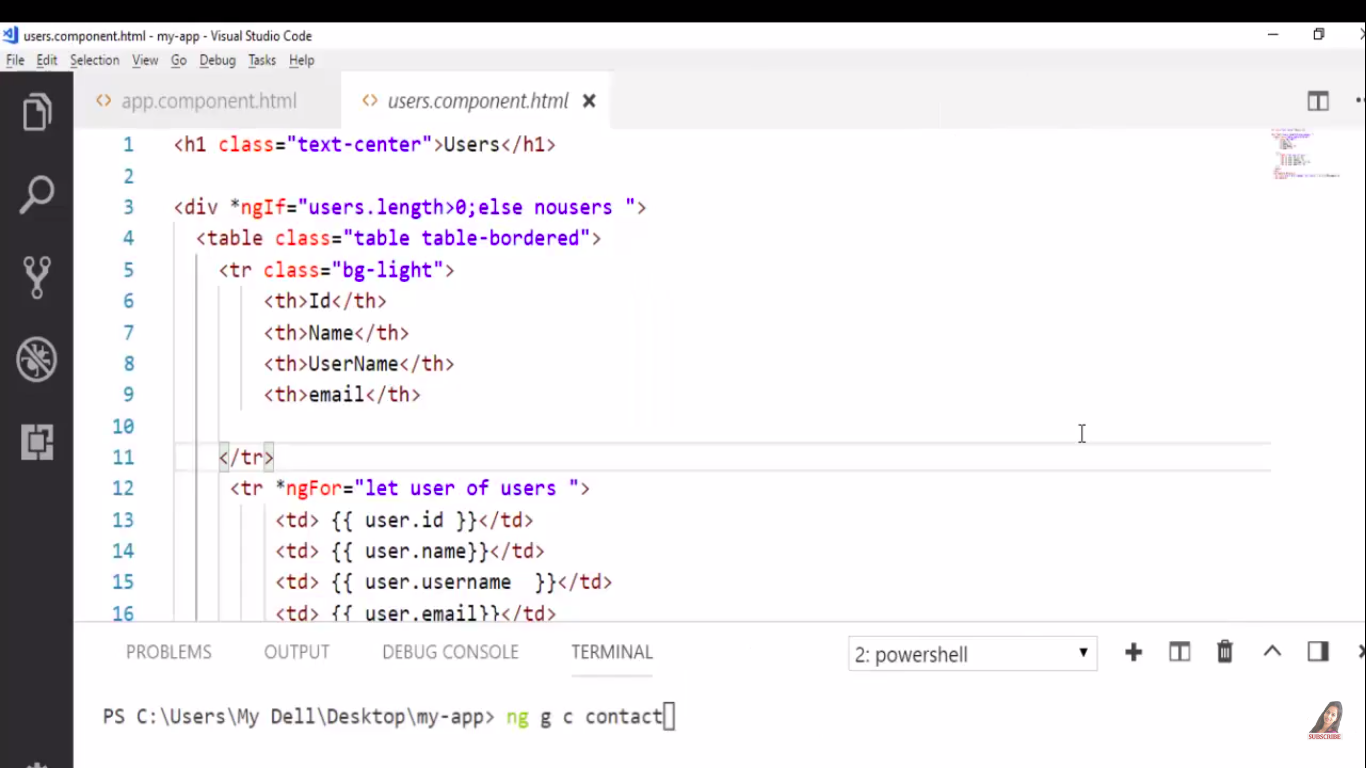 users.component.html - my-app - Visual Studio Code
File Edit Selection View Go Debug Tasks Help
app.component.html users.component.html
1 <h1 class="text-center">Users</h1>
2
3 <div *ngIf="users.length>0;else nousers ">
4 <table class="table table-bordered">
5 <tr class="bg-light">
6 <th>Id</th>
7 <th>Name</th>
8 <th>UserName</th>
9 <th>email</th>
10
11 </tr>
12 <tr *ngFor="let user of users ">
13 <td> {{ user.id }}</td>
14 <td> {{ user.name}}</td>
15 <td> {{ user.username  }}</td>
16 <td> {{ user.email}}</td>
PROBLEMS OUTPUT DEBUG CONSOLE TERMINAL 2: powershell
PS C:\Users\My Dell\Desktop\my-app> ng g c contact
SUBSCRIBE